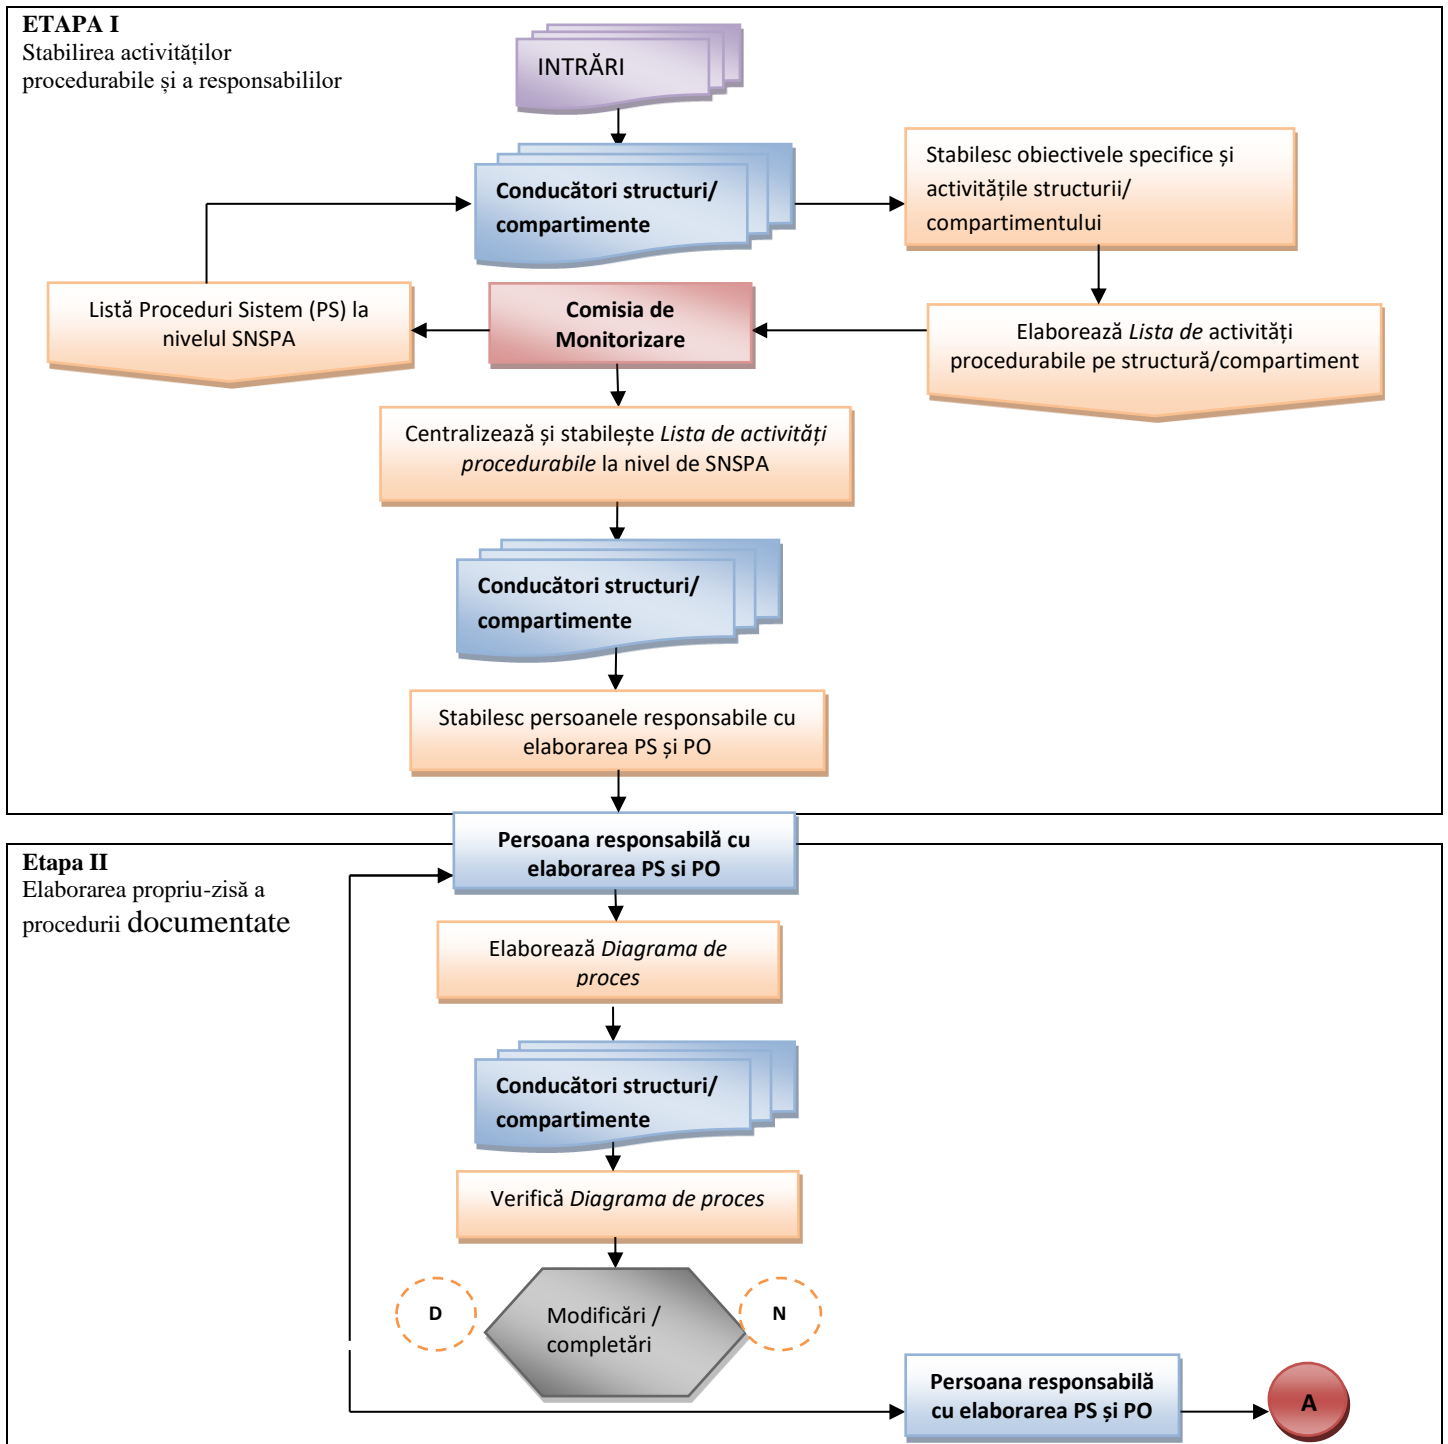 ETAPA I
Stabilirea activităților
procedurabile și a responsabililor
INTRĂRI
Conducători structuri/
compartimente
Stabilesc obiectivele specifice și
activitățile structurii/
compartimentului
Listă Proceduri Sistem (PS) la
nivelul SNSPA
Comisia de
Monitorizare
Elaborează Lista de activități
procedurabile pe structură/compartiment
Centralizează și stabilește Lista de activități
procedurabile la nivel de SNSPA
Conducători structuri/
compartimente
Stabilesc persoanele responsabile cu
elaborarea PS și PO
Persoana responsabilă cu
elaborarea PS si PO
Etapa II
Elaborarea propriu-zisă a
procedurii documentate
Elaborează Diagrama de
proces
Conducători structuri/
compartimente
Verifică Diagrama de proces
D
Modificări /
completări
N
Persoana responsabilă
cu elaborarea PS și PO
A